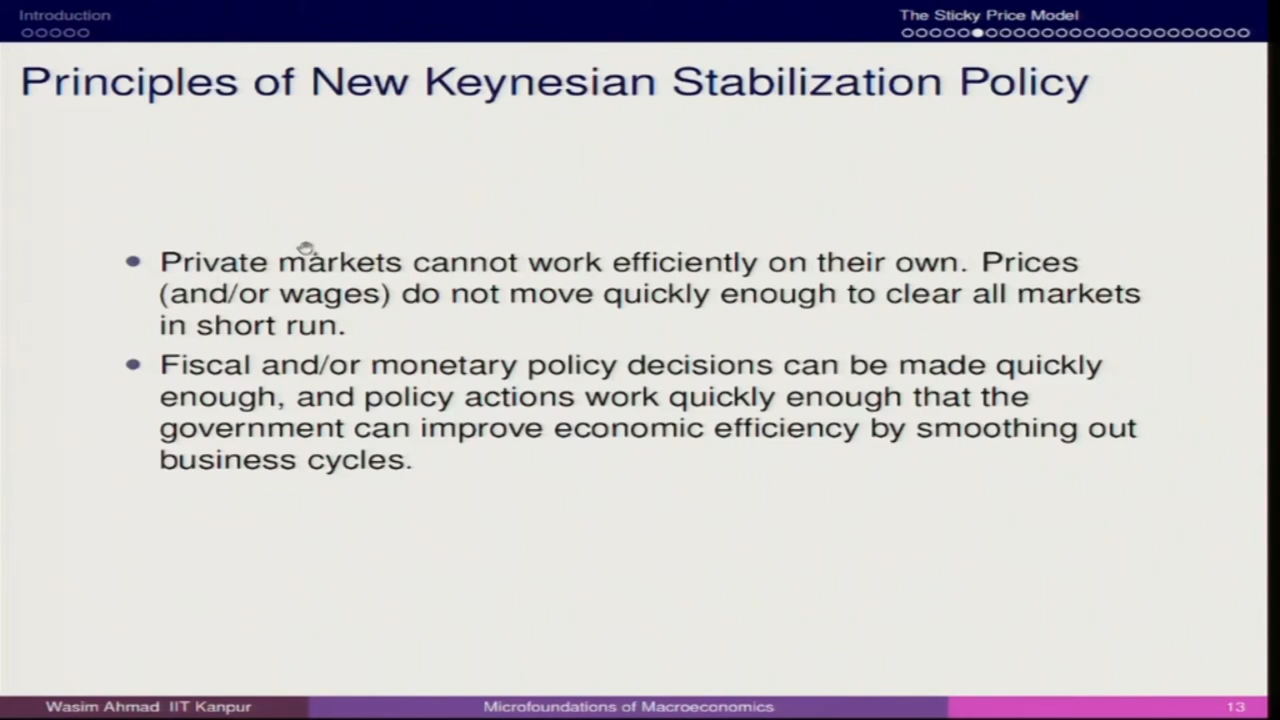 Introduction
The Sticky Price Model
Principles of New Keynesian Stabilization Policy
Private markets cannot work efficiently on their own. Prices
(and/or wages) do not move quickly enough to clear all markets
in short run.
Fiscal and/or monetary policy decisions can be made quickly
enough, and policy actions work quickly enough that the
government can improve economic efficiency by smoothing out
business cycles.
Wasim Ahmad IIT Kanpur
Microfoundations of Macroeconomics
13